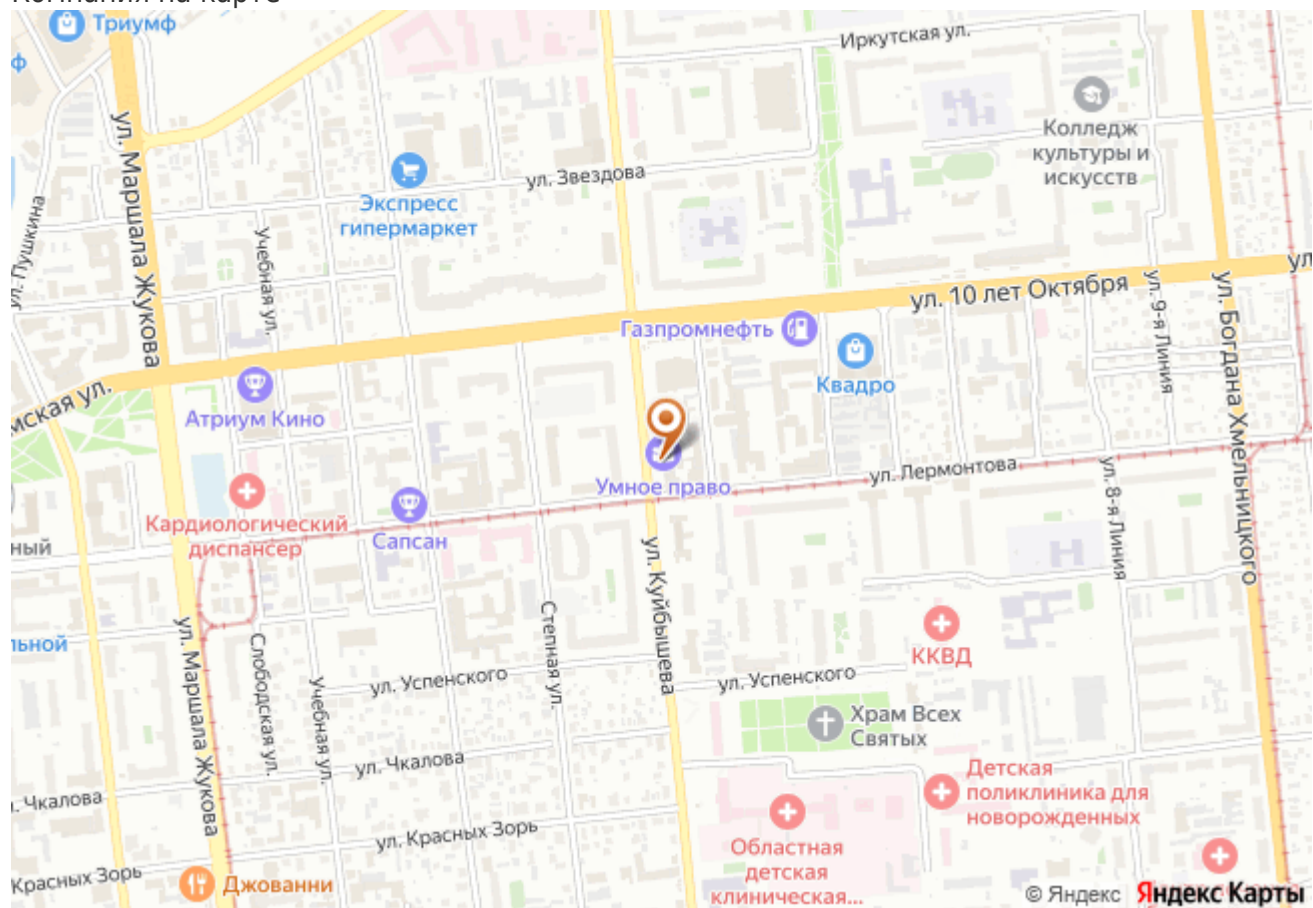 Триумф
Иркутская ул.
ул. Маршала Жукова
Колледж
культуры и
искусств
ул. Звездова
Экспресс
гипермаркет
ул. Пушкина
Учебная ул.
ул. 10 лет Октября
ул. 9-я Линия
ул. Богдана Хмельницкого
Газпромнефть
Квадро
Атриум Кино
Умное право
ул. Лермонтова
ул. 8-я Линия
Кардиологический
диспансер
Сапсан
ул. Куйбышева
Степная ул.
ККВД
ул. Маршала Жукова
Слободская ул.
Учебная ул.
ул. Успенского
ул. Успенского
Храм Всех
Святых
ул. Чкалова
Чкалова
Детская
поликлиника для
новорожденных
ул. Красных Зорь
Красных Зорь
Областная
детская
клиническая...
Джованни
© Яндекс Яндекс Карты